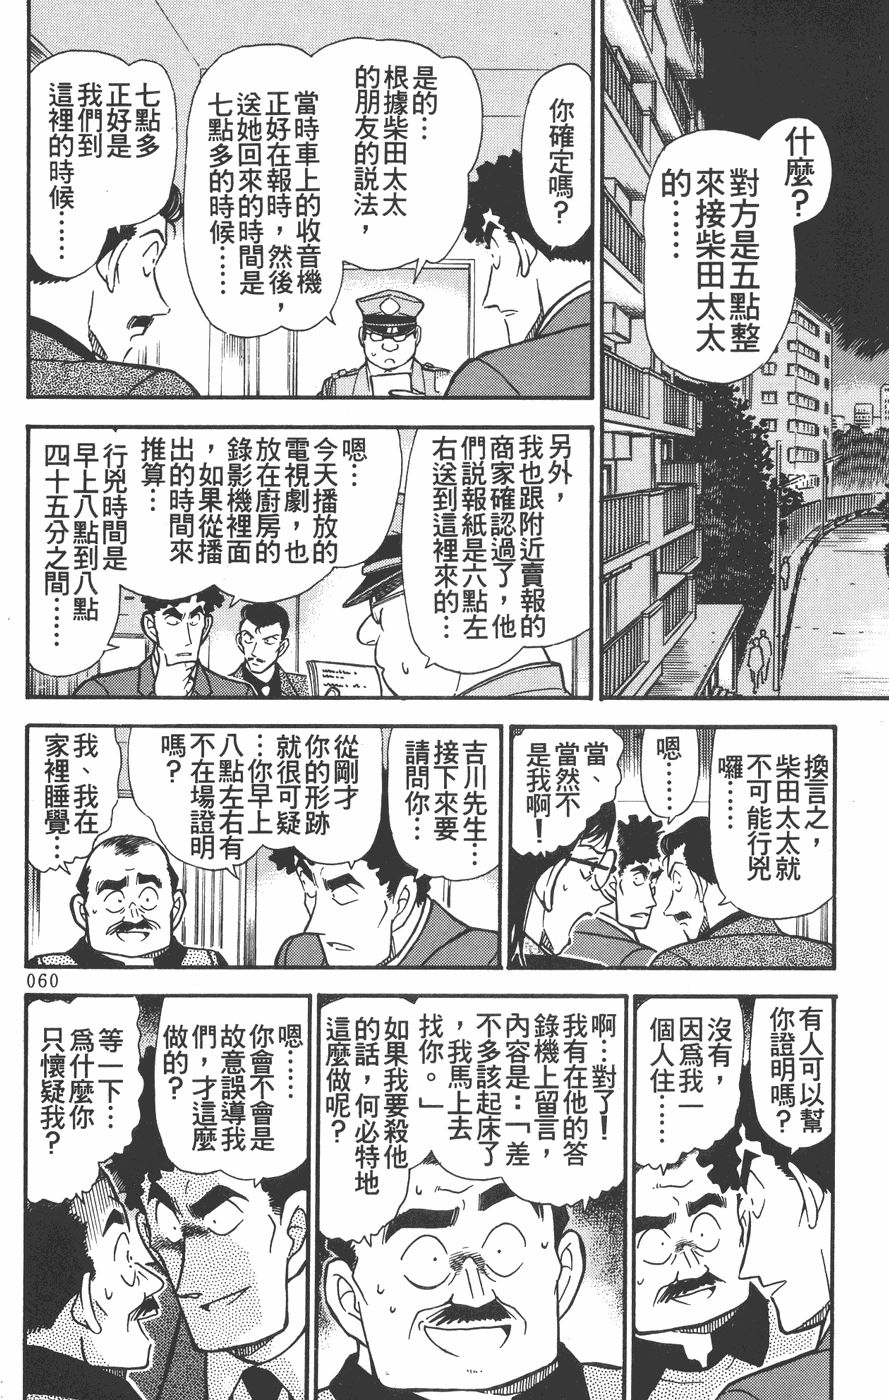 什麼？
對方是五點整
來接柴田太太
的……
你確定嗎？
是的…
根據柴田太太
的朋友的說法，
當時車上的收音機
正好在報時，然後，
送她回來的時間是
七點多的時候……
七點多
正好是
我們到
這裡的時候……
另外，
我也跟附近賣報的
商家確認過了，他
們說報紙是六點左
右送到這裡來的…
嗯…
今天播放的
電視劇，也
放在廚房的
錄影機裡面
，如果從播
出的時間來
推算…
行兇時間是
早上八點到八點
四十五分之間……
換言之，
柴田太太就
不可能行兇
囉……
嗯……
當、
當然不
是我啊！
吉川先生…
接下來要
請問你…
從剛才
你的形跡
就很可疑
…你早上
八點左右有
不在場證明
嗎？
我、我在
家裡睡覺…
060
有人可以幫
你證明嗎？
沒有，
因爲我一
個人住……
啊…對了！
我有在他的答
錄機上留言，
內容是：「差
不多該起床了
，我馬上去
找你。」
如果我要殺他
的話，何必特地
這麼做呢？
嗯……
你會不會是
故意誤導我
們，才這麼
做的？
等一下…
爲什麼你
只懷疑我？